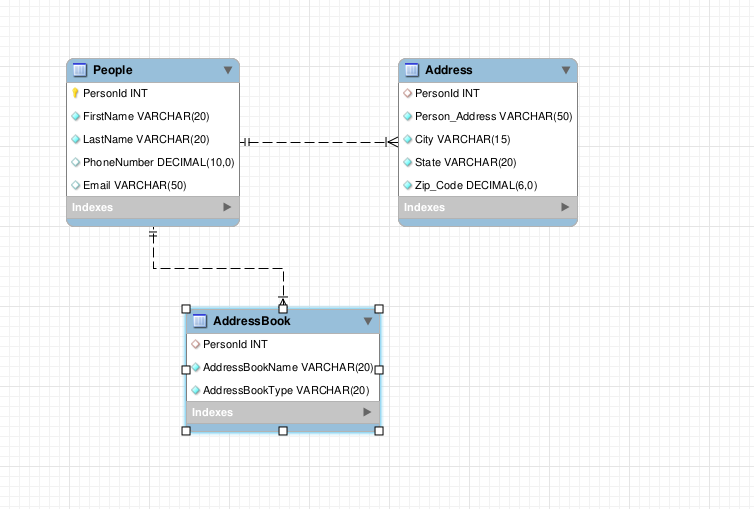 People
PersonId INT
FirstName VARCHAR(20)
LastName VARCHAR(20)
PhoneNumber DECIMAL(10,0)
Email VARCHAR(50)
Indexes
Address
PersonId INT
Person_Address VARCHAR(50)
City VARCHAR(15)
State VARCHAR(20)
Zip_Code DECIMAL(6,0)
Indexes
AddressBook
PersonId INT
AddressBookName VARCHAR(20)
AddressBookType VARCHAR(20)
Indexes